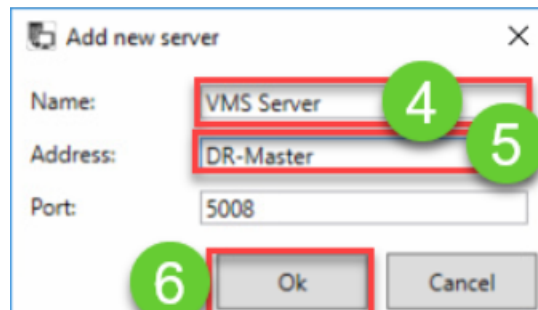 Add new server
Name: VMS Server 4
Address: DR-Master 5
Port: 5008
6 Ok Cancel